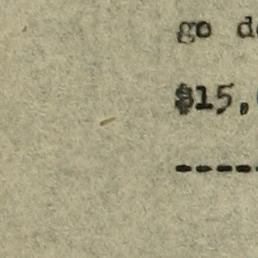 go d
$15,
----